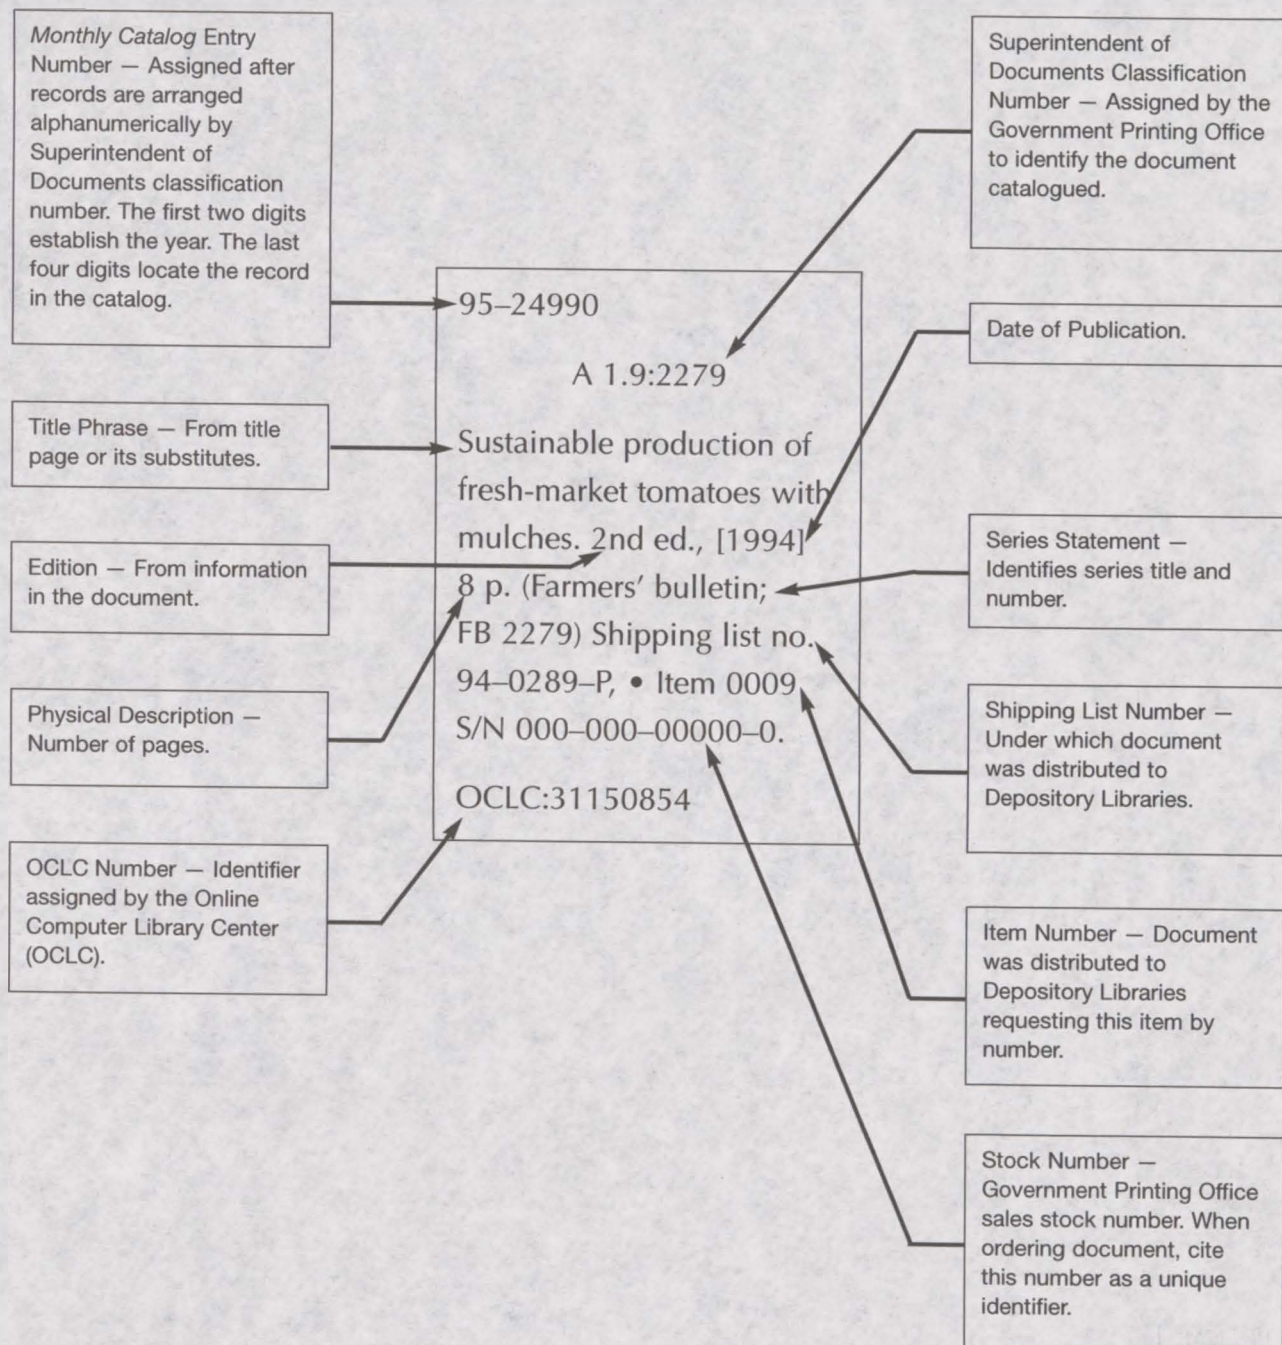 Monthly Catalog Entry
Number — Assigned after
records are arranged
alphanumerically by
Superintendent of
Documents classification
number. The first two digits
establish the year. The last
four digits locate the record
in the catalog.
Title Phrase — From title
page or its substitutes.
Edition — From information
in the document.
Physical Description —
Number of pages.
OCLC Number — Identifier
assigned by the Online
Computer Library Center
(OCLC).
95–24990
A 1.9:2279
Sustainable production of
fresh-market tomatoes with
mulches. 2nd ed., [1994]
8 p. (Farmers' bulletin;
FB 2279) Shipping list no.
94–0289–P, • Item 0009
S/N 000–000–00000–0.
OCLC:31150854
Superintendent of
Documents Classification
Number — Assigned by the
Government Printing Office
to identify the document
catalogued.
Date of Publication.
Series Statement —
Identifies series title and
number.
Shipping List Number —
Under which document
was distributed to
Depository Libraries.
Item Number — Document
was distributed to
Depository Libraries
requesting this item by
number.
Stock Number —
Government Printing Office
sales stock number. When
ordering document, cite
this number as a unique
identifier.